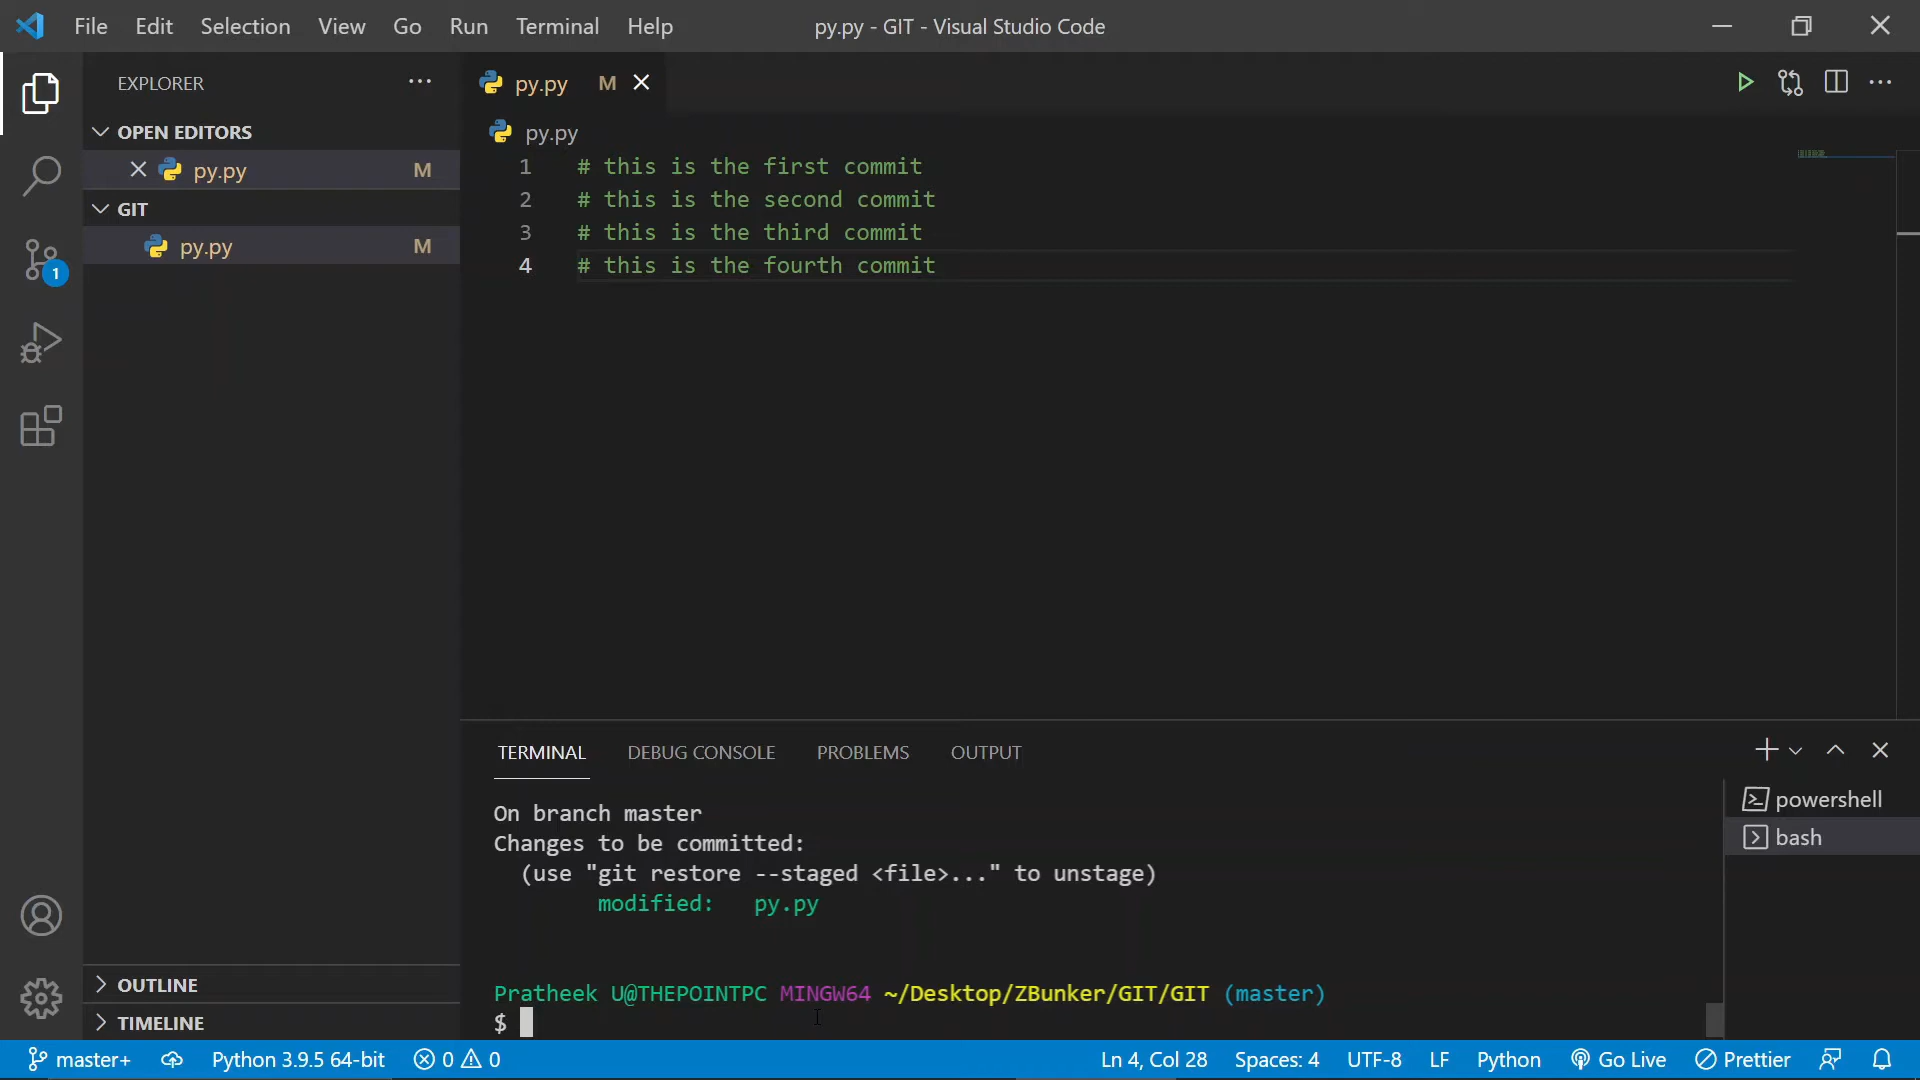 File Edit Selection View Go Run Terminal Help py.py - GIT - Visual Studio Code
EXPLORER
OPEN EDITORS
py.py M
GIT
py.py M
1
OUTLINE
TIMELINE
py.py M
py.py
1 # this is the first commit
2 # this is the second commit
3 # this is the third commit
4 # this is the fourth commit
TERMINAL DEBUG CONSOLE PROBLEMS OUTPUT
On branch master
Changes to be committed:
(use "git restore --staged <file>..." to unstage)
modified: py.py
Pratheek U@THEPOINTPC MINGW64 ~/Desktop/ZBunker/GIT/GIT (master)
$
powershell
bash
master+ Python 3.9.5 64-bit 0 0 Ln 4, Col 28 Spaces: 4 UTF-8 LF Python Go Live Prettier